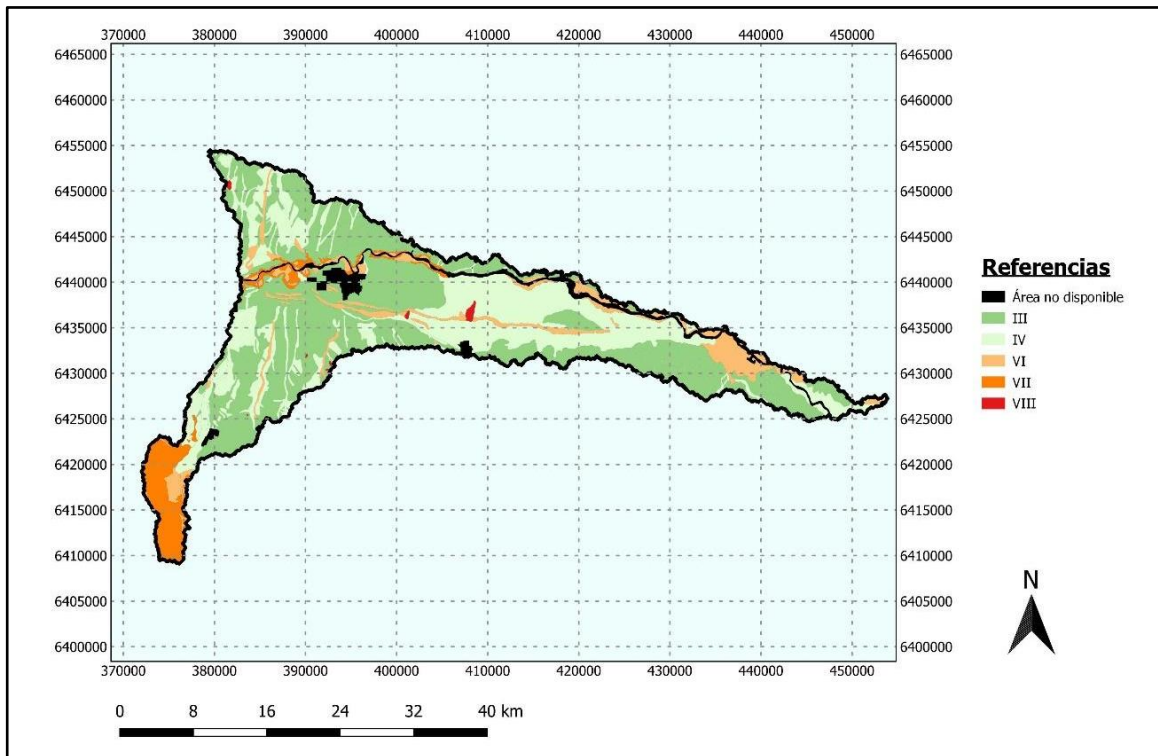 370000 380000 390000 400000 410000 420000 430000 440000 450000
6465000 6465000
6460000 6460000
6455000 6455000
6450000 6450000
6445000 6445000
6440000 6440000
6435000 6435000
6430000 6430000
6425000 6425000
6420000 6420000
6415000 6415000
6410000 6410000
6405000 6405000
6400000 6400000
370000 380000 390000 400000 410000 420000 430000 440000 450000
0 8 16 24 32 40 km
Referencias
Área no disponible
III
IV
VI
VII
VIII
N